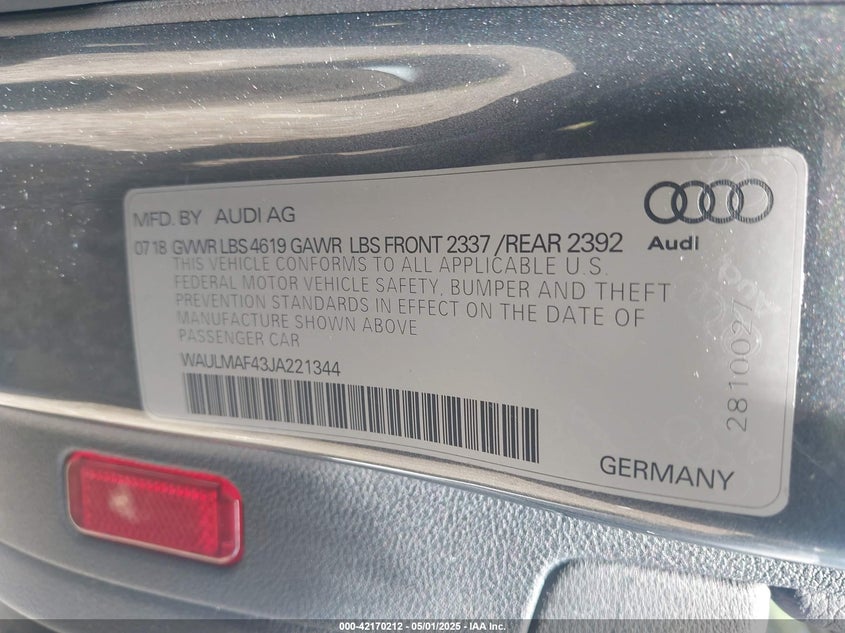 MFD. BY AUDI AG
0718 GVWR LBS 4619 GAWR LBS FRONT 2337 /REAR 2392
THIS VEHICLE CONFORMS TO ALL APPLICABLE U.S.
FEDERAL MOTOR VEHICLE SAFETY, BUMPER AND THEFT
PREVENTION STANDARDS IN EFFECT ON THE DATE OF
MANUFACTURE SHOWN ABOVE
PASSENGER CAR
WAULMAF43JA221344
Audi
2810027
GERMANY
000-42170212 - 05/01/2025 - IAA Inc.